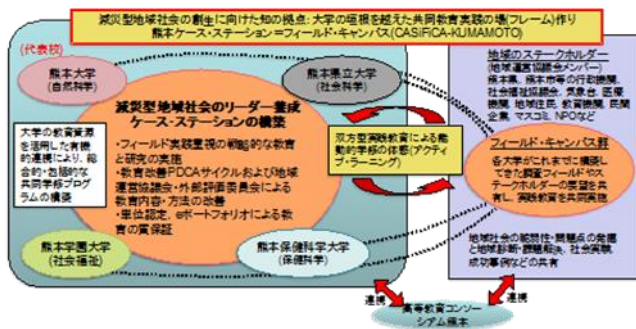 減災型地域社会の創生に向けた知の拠点：大学の垣根を越えた共同教育実践の場(フレーム)作り
熊本ケース・ステーション＝フィールド・キャンパス(CASIFICA-KUMAMOTO)
(代表校)
熊本大学
(自然科学)
熊本県立大学
(社会科学)
減災型地域社会のリーダー養成
ケース・ステーションの構築
・フィールド実践重視の戦略的な教育
と研究の実施
・教育改善PDCAサイクルおよび地域
運営協議会・外部評価委員会による
教育内容・方法の改善
・単位認定、eポートフォリオによる教
育の質保証
大学の教育資源
を活用した有機
的連携により、総
合的・包括的な
共同学修プログ
ラムの構築
熊本学園大学
(社会福祉)
熊本保健科学大学
(保健科学)
双方型実践教育による能
動的学修の体感(アクティ
ブ・ラーニング)
地域のステークホルダー
(地域運営協議会メンバー)
熊本県、熊本市等の行政機関、
社会福祉協議会、気象台、医療
機関、地域住民、教育機関、民間
企業、マスコミ、NPOなど
フィールド・キャンパス群
各大学がこれまでに構築し
てきた調査フィールドやス
テークホルダーの要望を共
有し、実践教育を共同実施
地域社会の脆弱性・問題点の発掘
と地域診断・課題解決、社会実験、
成功事例などの共有
連携
連携
高等教育コンソー
シアム熊本